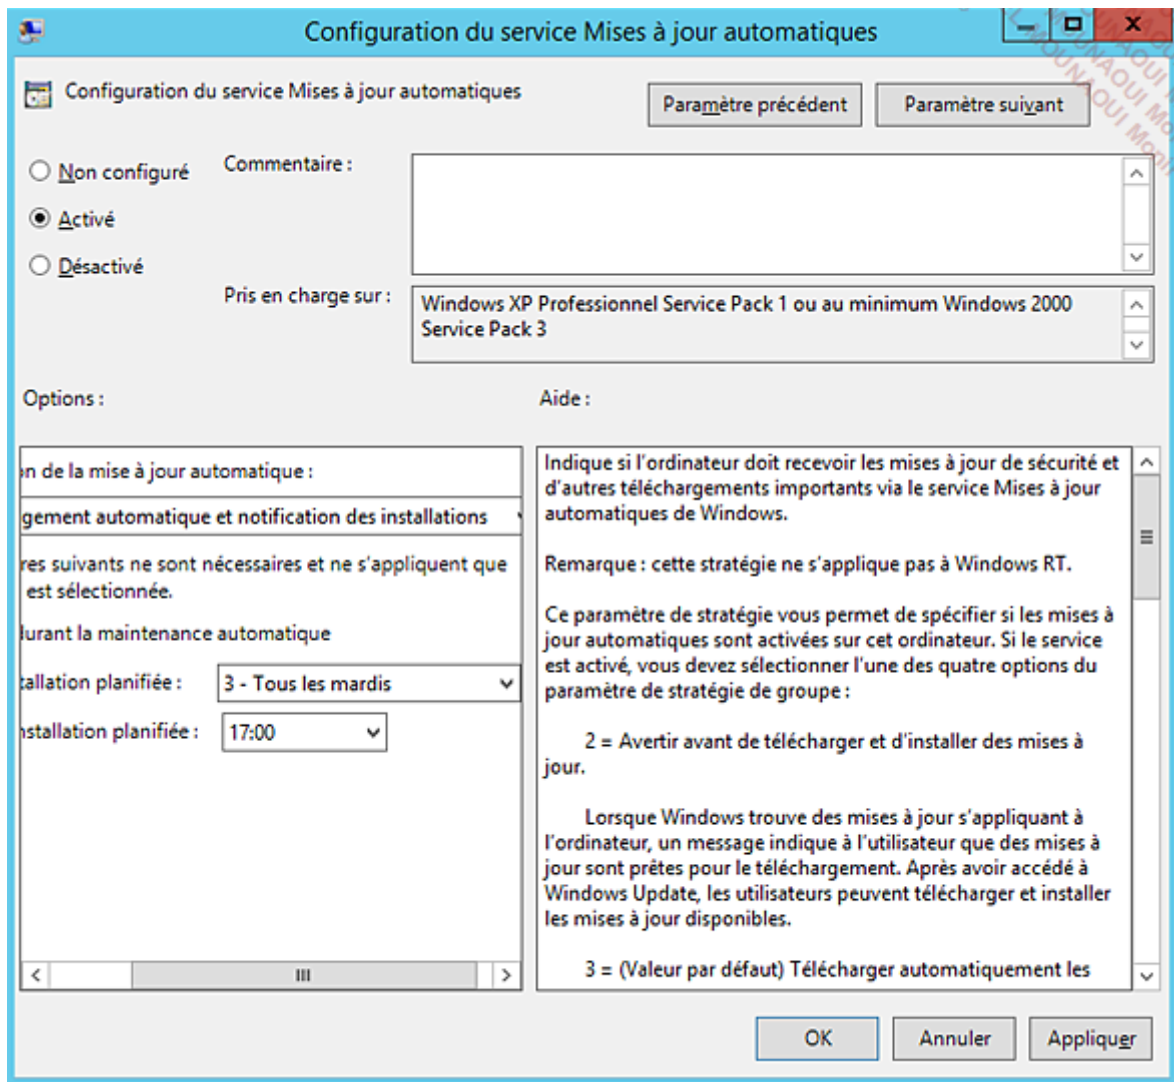 Configuration du service Mises à jour automatiques
Configuration du service Mises à jour automatiques
Paramètre précédent
Paramètre suivant
Non configuré
Commentaire :
Activé
Désactivé
Pris en charge sur :
Windows XP Professionnel Service Pack 1 ou au minimum Windows 2000
Service Pack 3
Options :
Aide :
on de la mise à jour automatique :
gement automatique et notification des installations
res suivants ne sont nécessaires et ne s'appliquent que
est sélectionnée.
durant la maintenance automatique
tallation planifiée :
3 - Tous les mardis
nstallation planifiée :
17:00
Indique si l'ordinateur doit recevoir les mises à jour de sécurité et
d'autres téléchargements importants via le service Mises à jour
automatiques de Windows.
Remarque : cette stratégie ne s'applique pas à Windows RT.
Ce paramètre de stratégie vous permet de spécifier si les mises à
jour automatiques sont activées sur cet ordinateur. Si le service
est activé, vous devez sélectionner l'une des quatre options du
paramètre de stratégie de groupe :
2 = Avertir avant de télécharger et d'installer des mises à
jour.
Lorsque Windows trouve des mises à jour s'appliquant à
l'ordinateur, un message indique à l'utilisateur que des mises à
jour sont prêtes pour le téléchargement. Après avoir accédé à
Windows Update, les utilisateurs peuvent télécharger et installer
les mises à jour disponibles.
3 = (Valeur par défaut) Télécharger automatiquement les
OK
Annuler
Appliquer